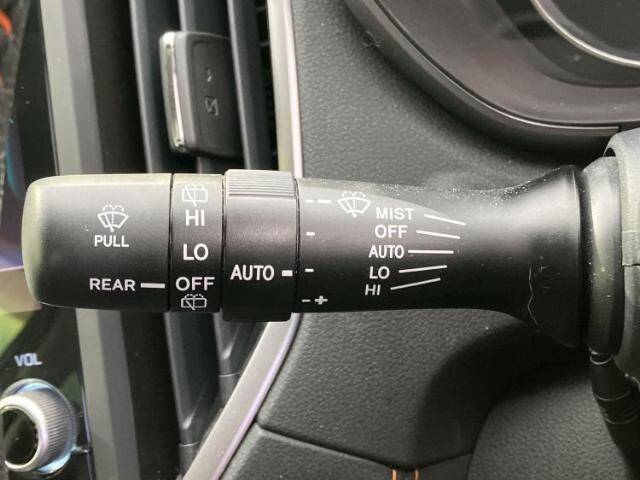 PULL
REAR
HI
LO
OFF
AUTO
- +
MIST
OFF
AUTO
LO
HI
VOL